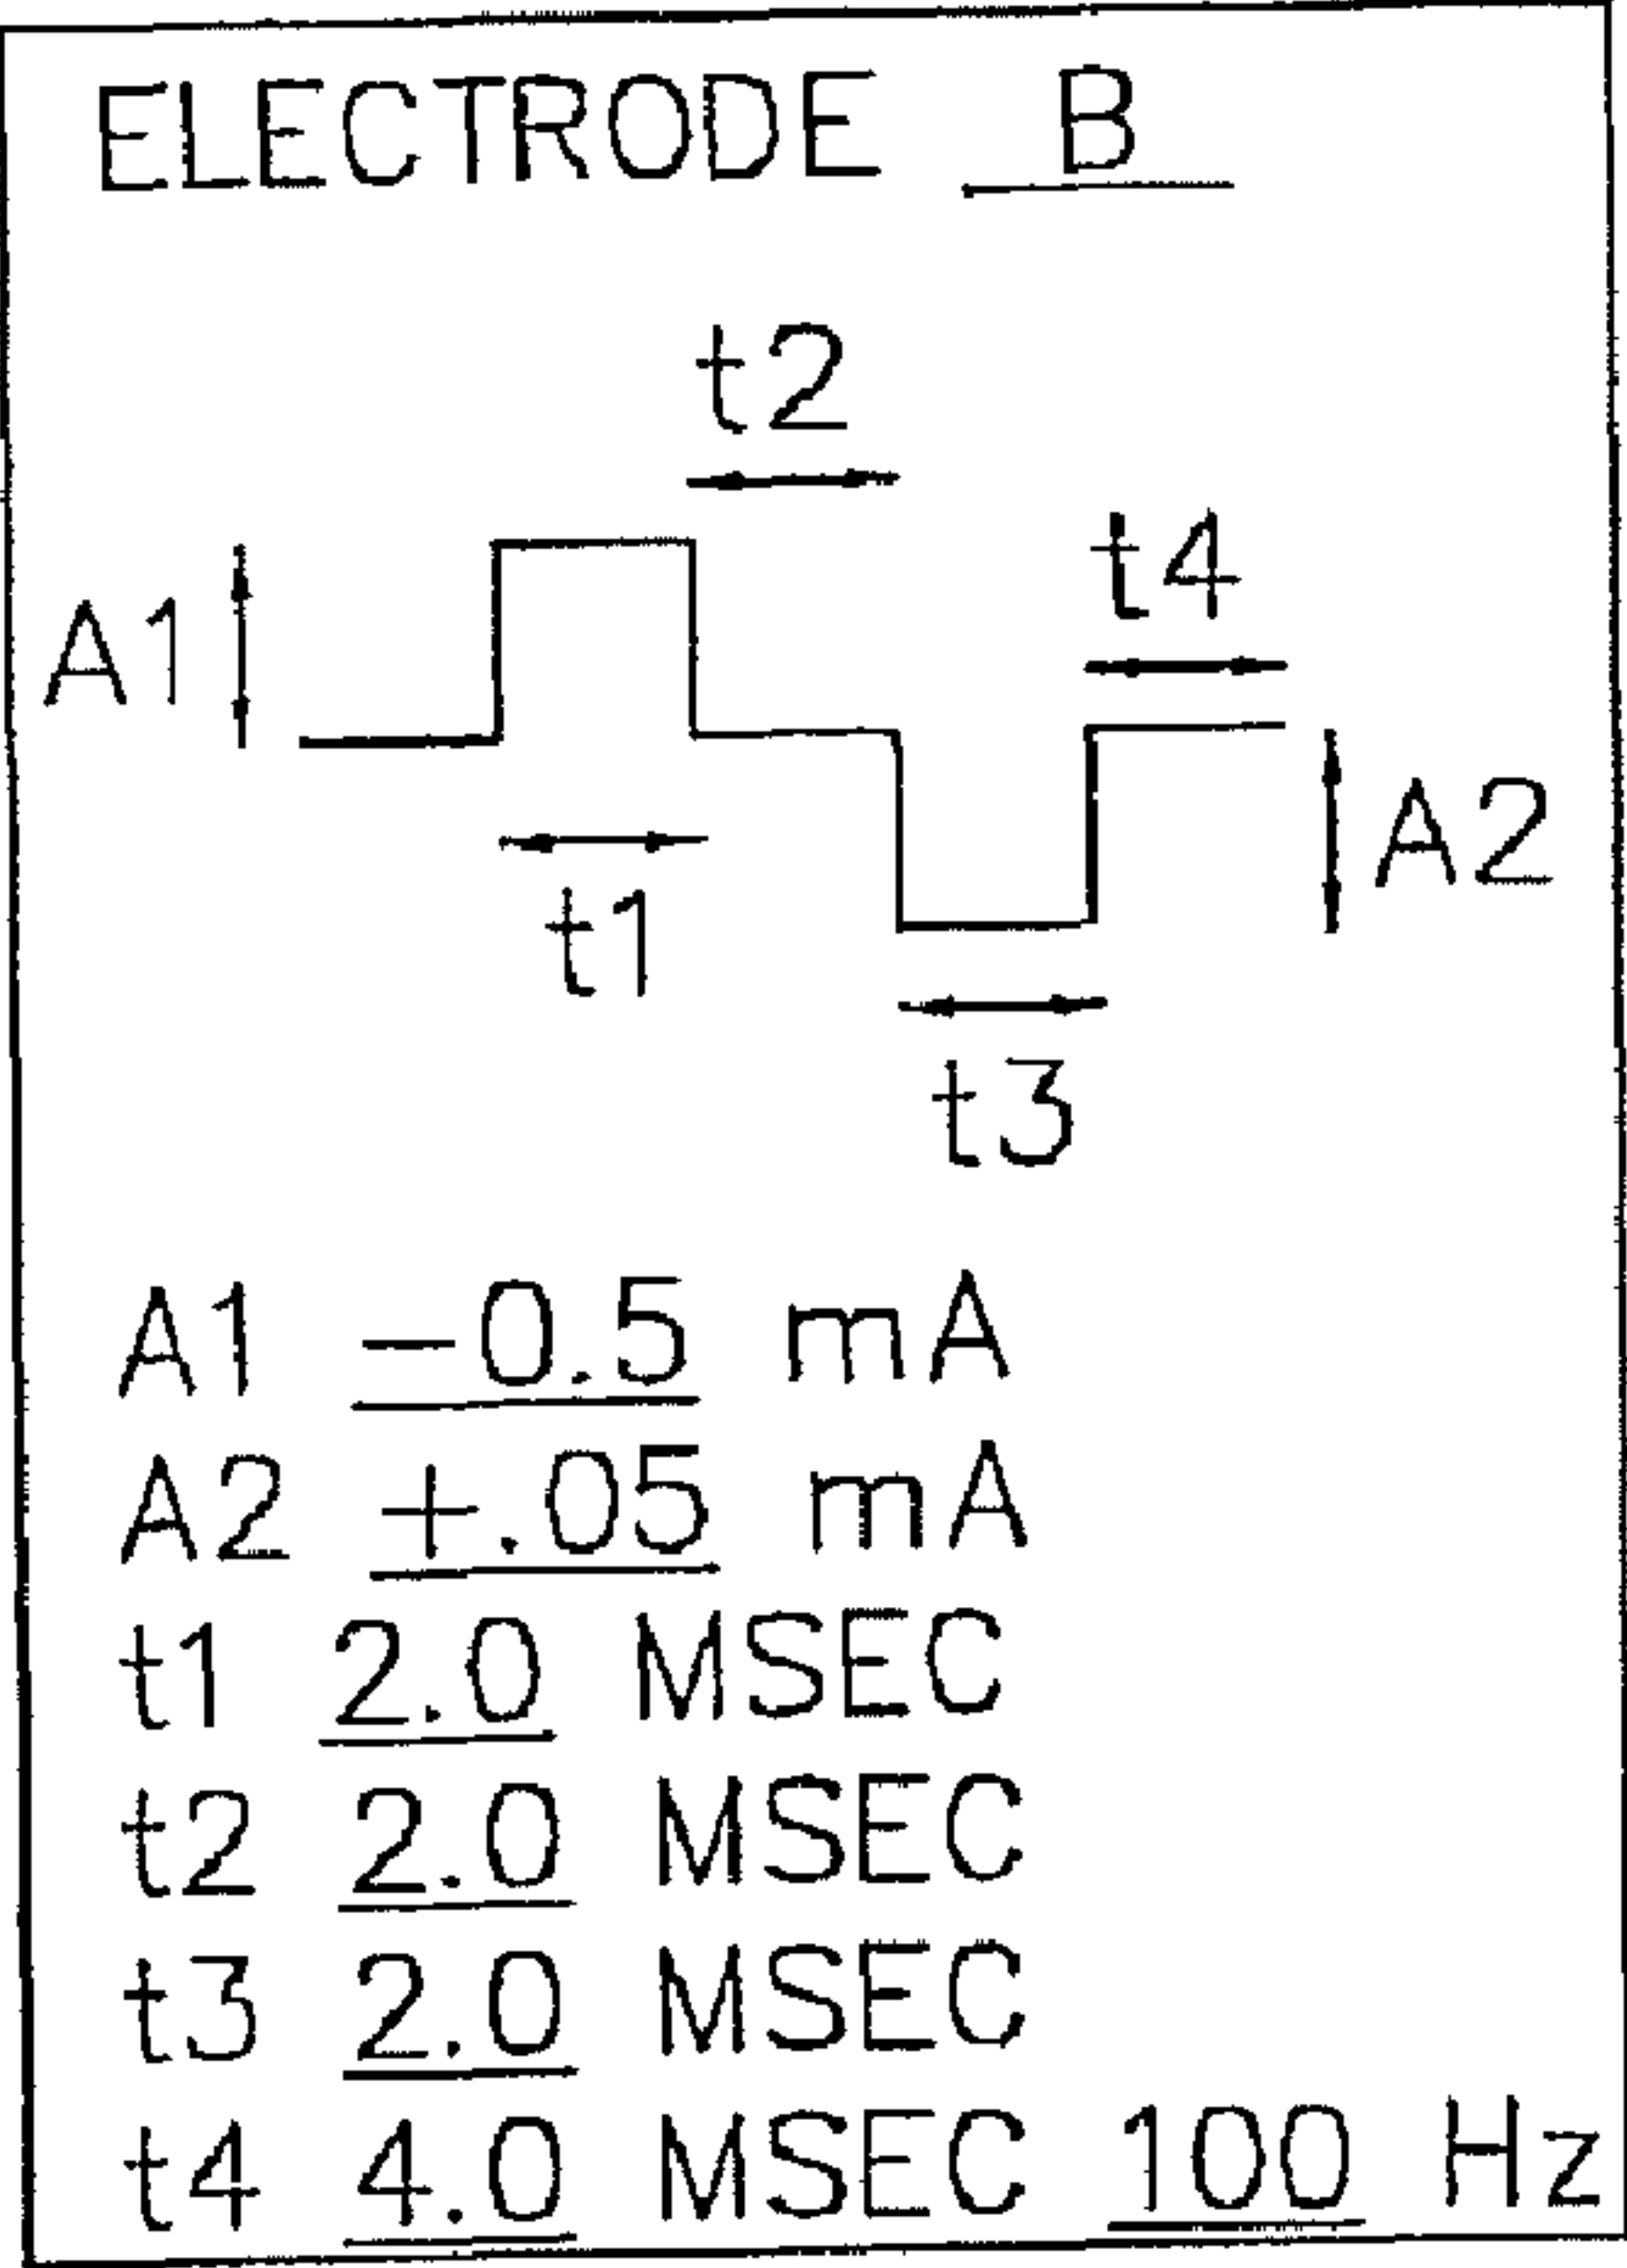 ELECTRODE B
t2
t4
A1
A2
t1
t3
A1 -0.5 mA
A2 +.05 mA
t1 2.0 MSEC
t2 2.0 MSEC
t3 2.0 MSEC
t4 4.0 MSEC 100 Hz